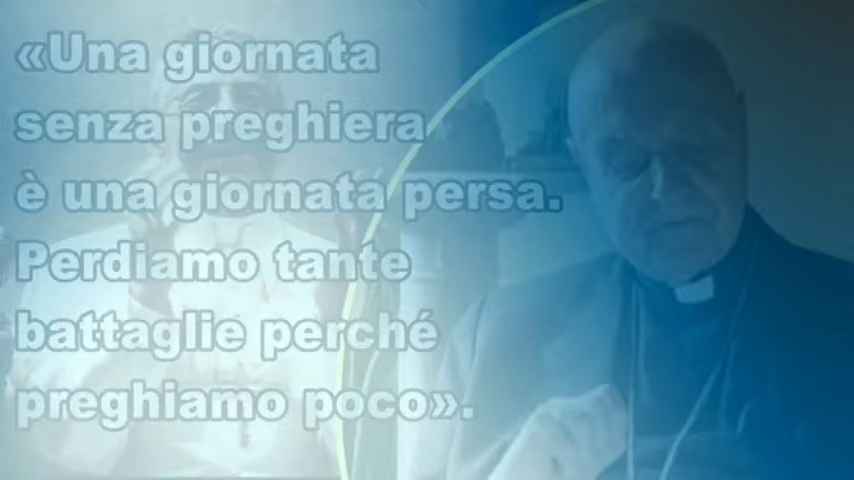 «Una giornata
senza preghiera
è una giornata persa.
Perdiamo tante
battaglie perché
preghiamo poco».